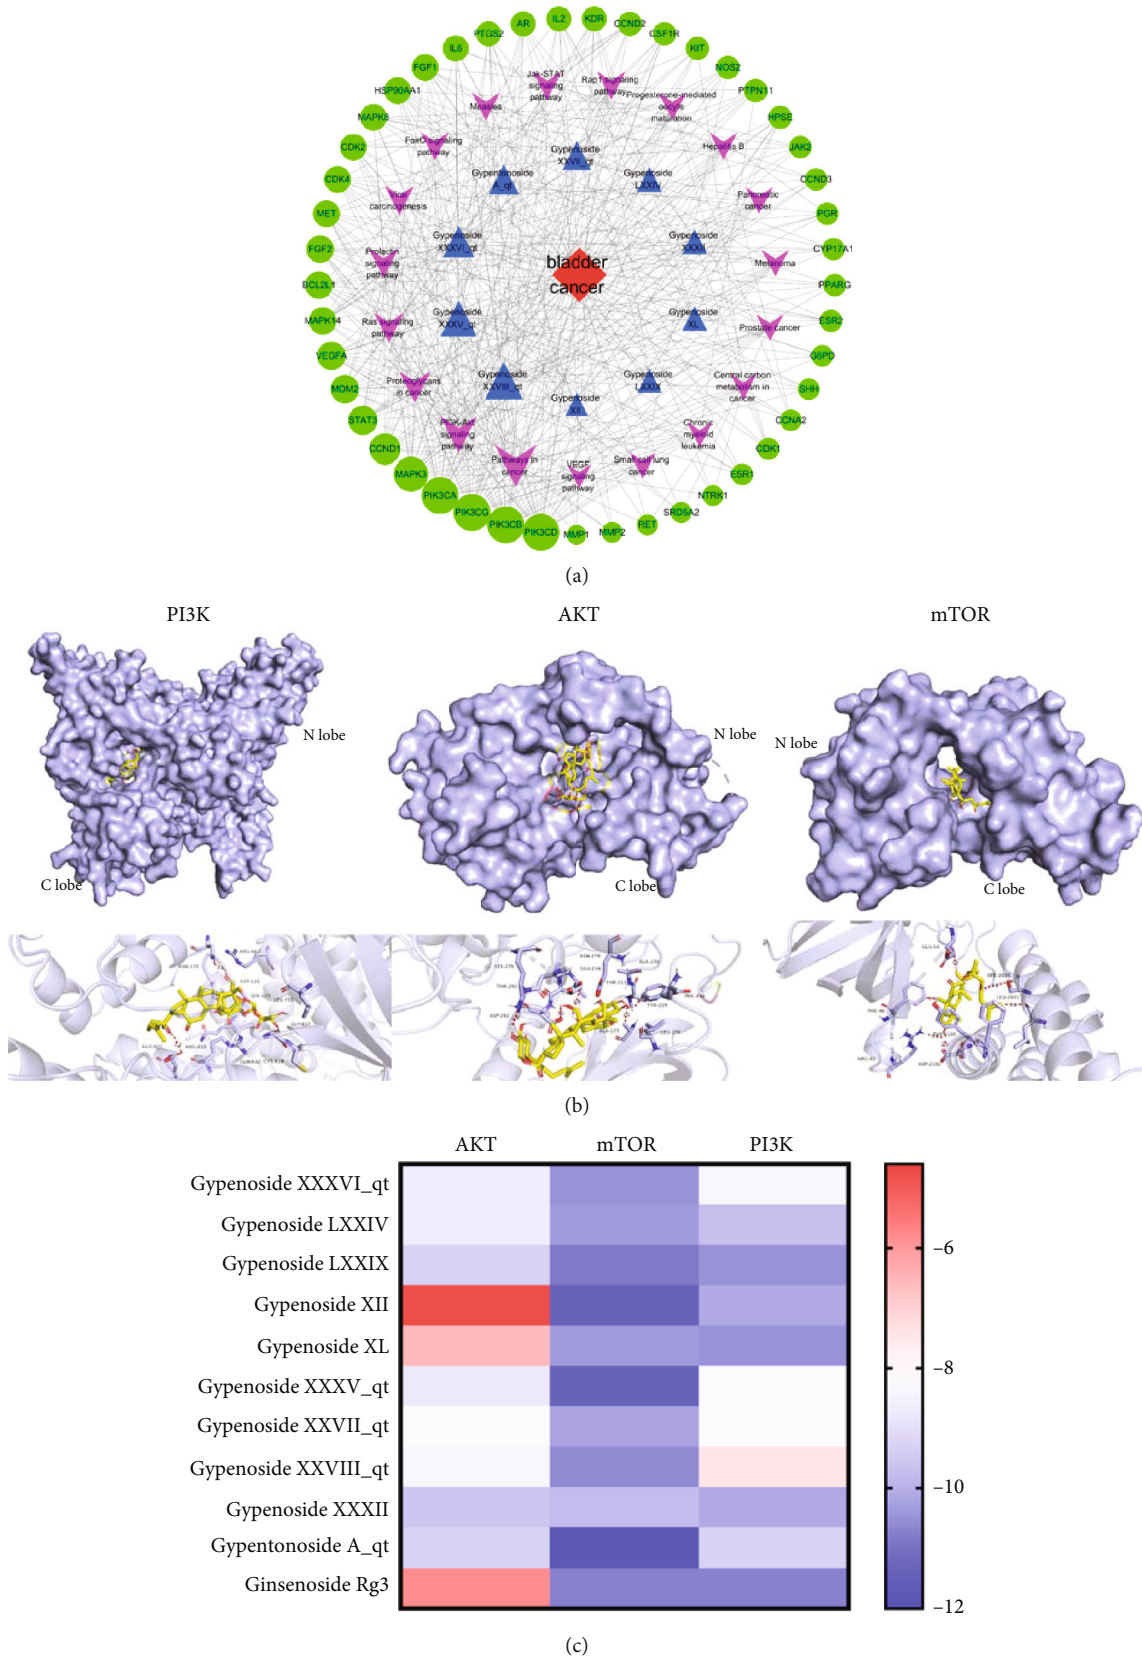 IL2
KDR
AR
CCND2
PTGS2
CSF1R
IL6
KIT
FGF1
NOS2
HSP90AA1
PTPN11
MAPK8
HPSE
CDK2
JAK2
CDK4
CCND3
MET
PGR
FGF2
CYP17A1
BCL2L1
PPARG
MAPK14
ESR2
VEGFA
G6PD
MDM2
SHH
STAT3
CCNA2
CCND1
CDK1
MAPK3
ESR1
PIK3CA
NTRK1
PIK3CG
SRD5A2
PIK3CB
RET
PIK3CD
MMP1
MMP2
Jak-STAT
signaling
pathway
Rap1 signaling
pathway
Progesterone-mediated
oocyte
maturation
Measles
FoxO signaling
pathway
Hepatitis B
Viral
carcinogenesis
Pancreatic
cancer
Prolactin
signaling
pathway
Melanoma
Ras signaling
pathway
Prostate cancer
Proteoglycans
in cancer
Central carbon
metabolism in
cancer
PI3K-Akt
signaling
pathway
Chronic
myeloid
leukemia
Pathways in
cancer
VEGF
signaling
pathway
Small cell lung
cancer
Gypenoside
XXVII_qt
Gypentonoside
A_qt
Gypenoside
LXXIV
Gypenoside
XXXVI_qt
Gypenoside
XXXII
Gypenoside
XXXV_qt
Gypenoside
XL
Gypenoside
XXVIII_qt
Gypenoside
LXXIX
Gypenoside
XII
bladder
cancer
(a)
PI3K
AKT
mTOR
N lobe
C lobe
N lobe
C lobe
N lobe
C lobe
(b)
AKT
mTOR
PI3K
Gypenoside XXXVI_qt
Gypenoside LXXIV
Gypenoside LXXIX
Gypenoside XII
Gypenoside XL
Gypenoside XXXV_qt
Gypenoside XXVII_qt
Gypenoside XXVIII_qt
Gypenoside XXXII
Gypentonoside A_qt
Ginsenoside Rg3
−6
−8
−10
−12
(c)